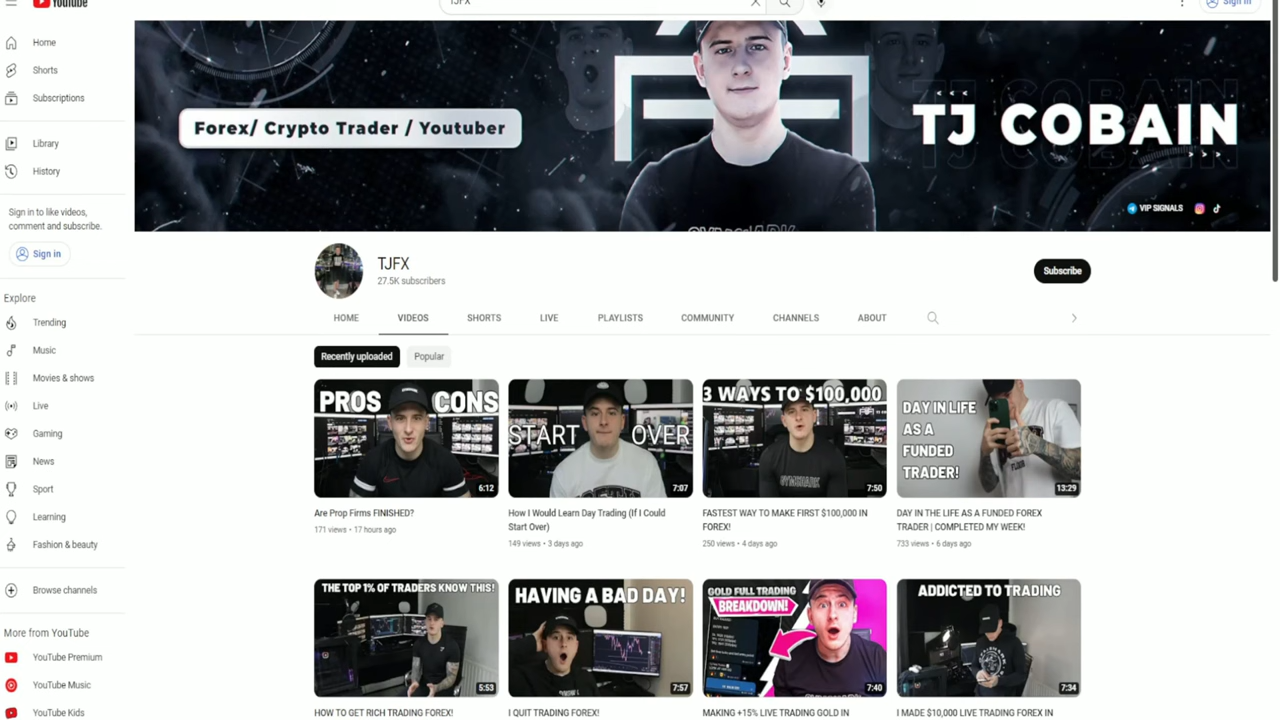 YouTube
TJFX
Sign in
Home
Shorts
Subscriptions
Library
History
Sign in to like videos,
comment and subscribe.
Sign in
Explore
Trending
Music
Movies & shows
Live
Gaming
News
Sport
Learning
Fashion & beauty
Browse channels
More from YouTube
YouTube Premium
YouTube Music
YouTube Kids
Forex/ Crypto Trader / Youtuber
< < <
TJ COBAIN
> > >
VIP SIGNALS
TJFX
27.5K subscribers
Subscribe
HOME VIDEOS SHORTS LIVE PLAYLISTS COMMUNITY CHANNELS ABOUT
Recently uploaded Popular
PROS CONS
6:12
Are Prop Firms FINISHED?
171 views • 17 hours ago
START OVER
7:07
How I Would Learn Day Trading (If I Could
Start Over)
149 views • 3 days ago
3 WAYS TO $100,000
GYMSHARK
7:50
FASTEST WAY TO MAKE FIRST $100,000 IN
FOREX!
250 views • 4 days ago
DAY IN LIFE
AS A
FUNDED
TRADER!
13:29
DAY IN THE LIFE AS A FUNDED FOREX
TRADER | COMPLETED MY WEEK!
733 views • 6 days ago
THE TOP 1% OF TRADERS KNOW THIS!
5:53
HOW TO GET RICH TRADING FOREX!
HAVING A BAD DAY!
7:57
I QUIT TRADING FOREX!
GOLD FULL TRADING
BREAKDOWN!
7:40
MAKING +15% LIVE TRADING GOLD IN
ADDICTED TO TRADING
7:34
I MADE $10,000 LIVE TRADING FOREX IN